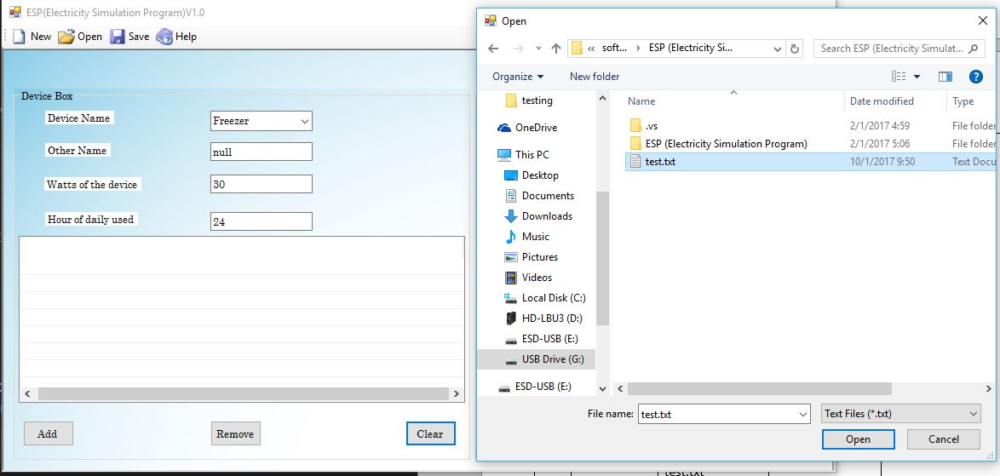 ESP(Electricity Simulation Program)V1.0
New Open Save Help
Device Box
Device Name Freezer
Other Name null
Watts of the device 30
Hour of daily used 24
Add Remove Clear
Open
« soft... › ESP (Electricity Si...
Search ESP (Electricity Simulat...
Organize New folder
testing
OneDrive
This PC
Desktop
Documents
Downloads
Music
Pictures
Videos
Local Disk (C:)
HD-LBU3 (D:)
ESD-USB (E:)
USB Drive (G:)
ESD-USB (E:)
Name Date modified Type
.vs 2/1/2017 4:59 File folder
ESP (Electricity Simulation Program) 2/1/2017 5:06 File folder
test.txt 10/1/2017 9:50 Text Docu
File name: test.txt Text Files (*.txt)
Open Cancel
test.txt